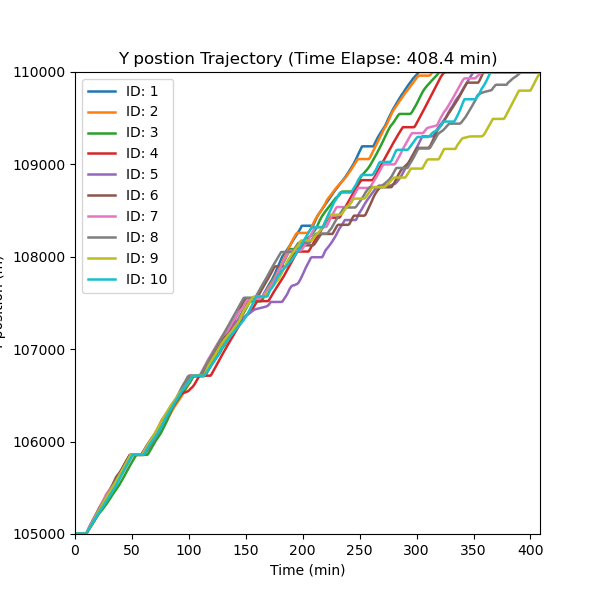 Y postion Trajectory (Time Elapse: 408.4 min)
110000
109000
108000
107000
106000
105000
ID: 1
ID: 2
ID: 3
ID: 4
ID: 5
ID: 6
ID: 7
ID: 8
ID: 9
ID: 10
0 50 100 150 200 250 300 350 400
Time (min)